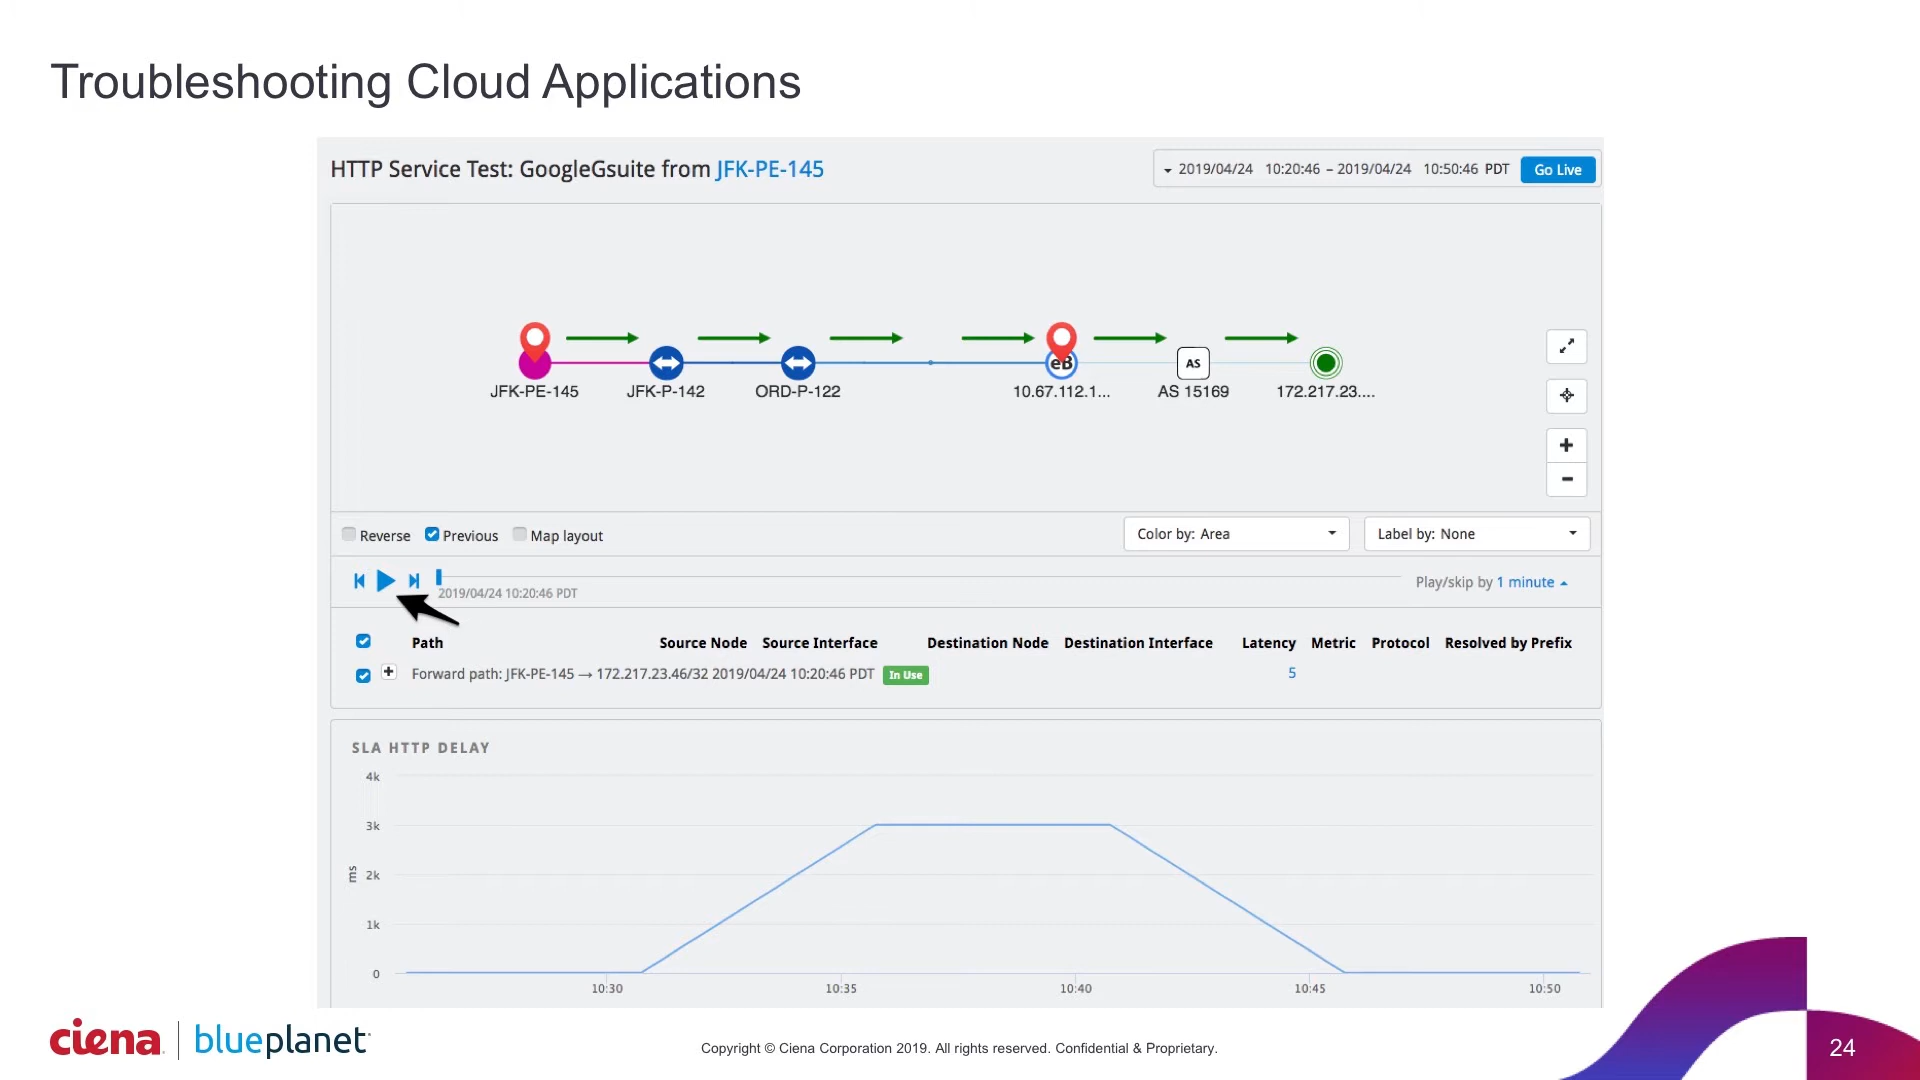 Troubleshooting Cloud Applications
HTTP Service Test: GoogleGsuite from JFK-PE-145
2019/04/24 10:20:46 – 2019/04/24 10:50:46 PDT Go Live
eB AS
JFK-PE-145 JFK-P-142 ORD-P-122 10.67.112.1... AS 15169 172.217.23....
Reverse Previous Map layout Color by: Area Label by: None
2019/04/24 10:20:46 PDT Play/skip by 1 minute
Path Source Node Source Interface Destination Node Destination Interface Latency Metric Protocol Resolved by Prefix
Forward path: JFK-PE-145 → 172.217.23.46/32 2019/04/24 10:20:46 PDT In Use 5
SLA HTTP DELAY
4k
3k
ms 2k
1k
0
10:30 10:35 10:40 10:45 10:50
ciena blueplanet
Copyright © Ciena Corporation 2019. All rights reserved. Confidential & Proprietary.
24